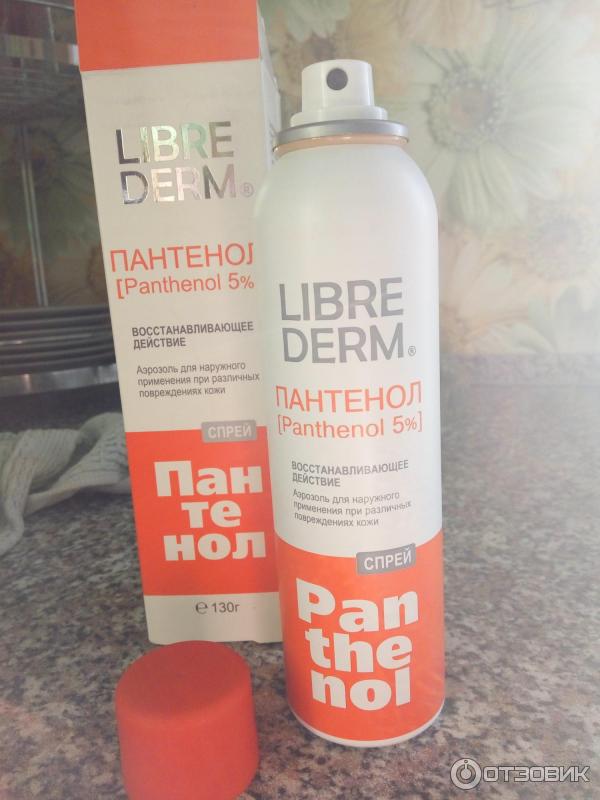 LIBRE
DERM®
ПАНТЕНОЛ
[Panthenol 5%
ВОССТАНАВЛИВАЮЩЕЕ
ДЕЙСТВИЕ
Аэрозоль для наружного
применения при различных
повреждениях кожи
СПРЕЙ
Пан
те
нол
℮ 130г
LIBRE
DERM®
ПАНТЕНОЛ
[Panthenol 5%]
ВОССТАНАВЛИВАЮЩЕЕ
ДЕЙСТВИЕ
Аэрозоль для наружного
применения при различных
повреждениях кожи
СПРЕЙ
Pan
the
nol
ОТЗОВИК